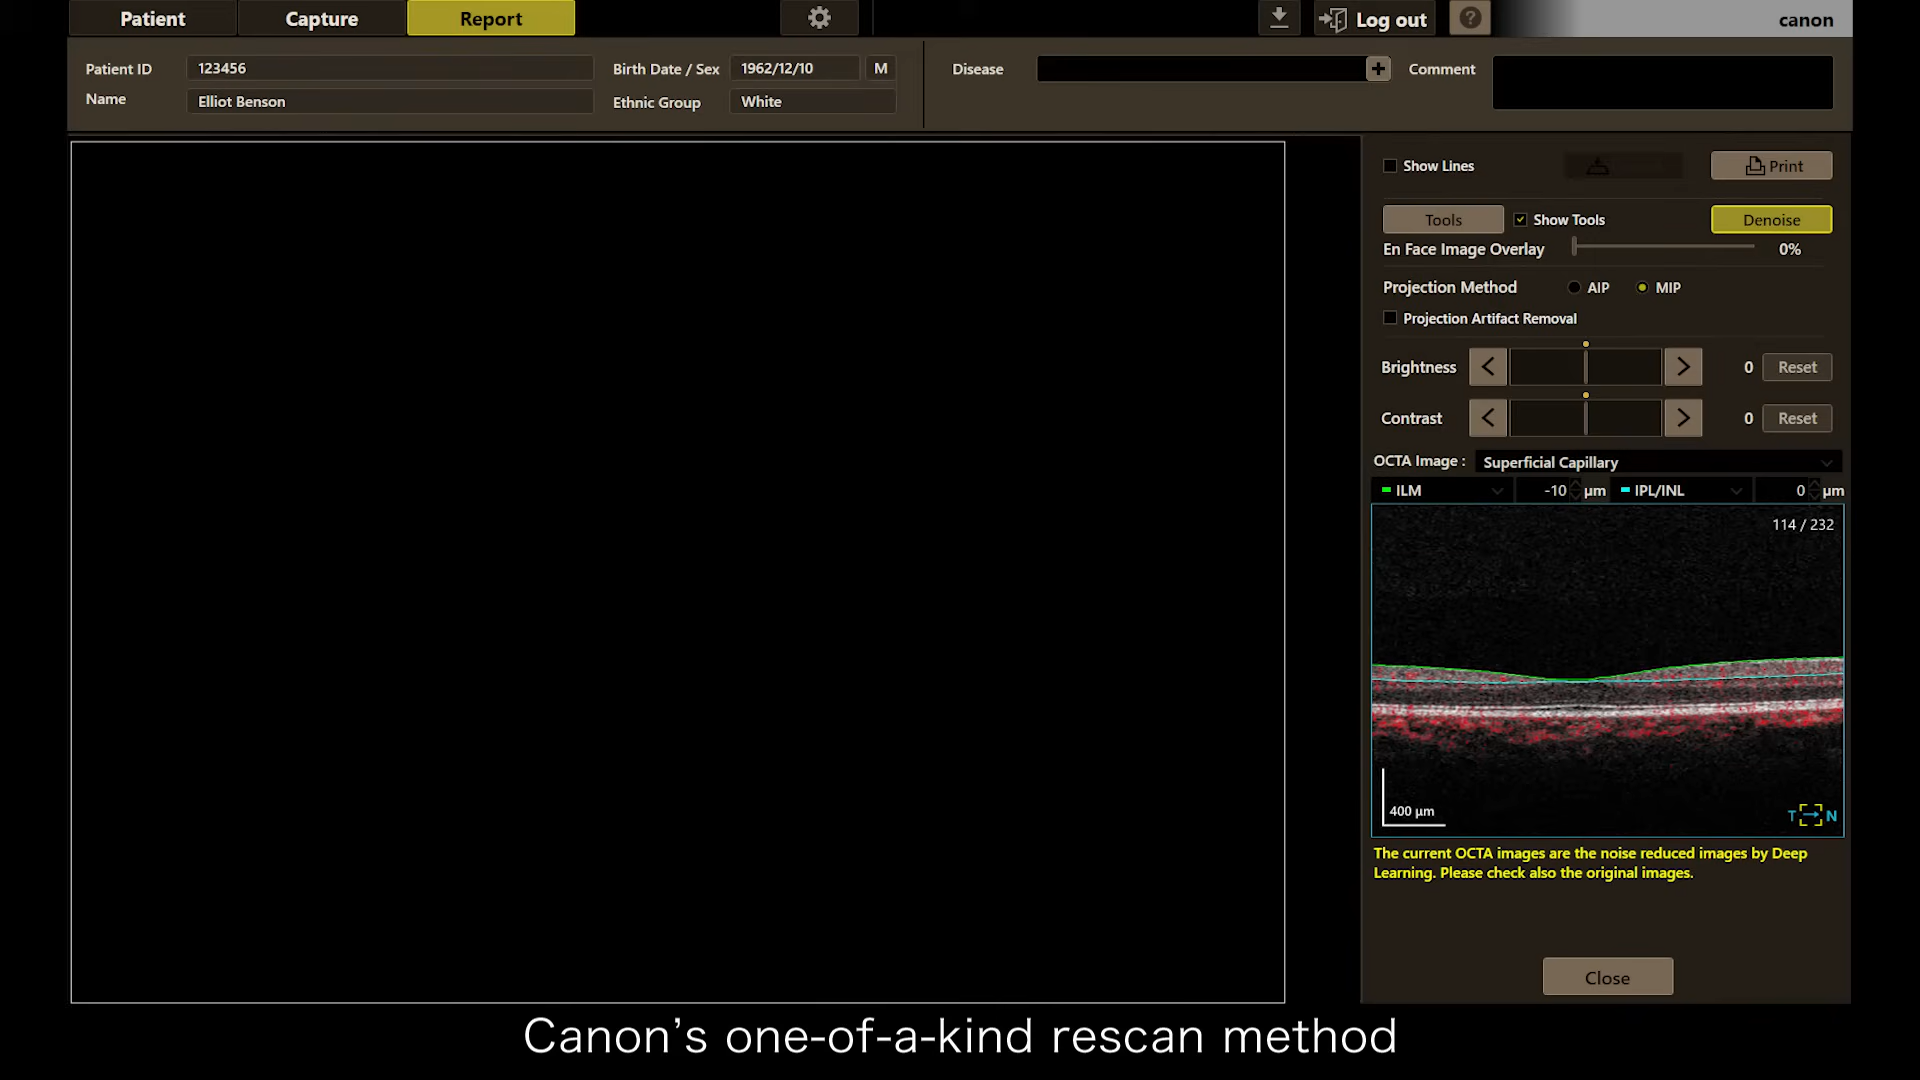 Patient Capture Report Log out ? canon
Patient ID 123456 Birth Date / Sex 1962/12/10 M Disease + Comment
Name Elliot Benson Ethnic Group White
Show Lines Print
Tools Show Tools Denoise
En Face Image Overlay 0%
Projection Method AIP MIP
Projection Artifact Removal
Brightness < > 0 Reset
Contrast < > 0 Reset
OCTA Image : Superficial Capillary
ILM -10 μm IPL/INL 0 μm
114 / 232
400 μm
T N
The current OCTA images are the noise reduced images by Deep
Learning. Please check also the original images.
Close
Canon’s one-of-a-kind rescan method